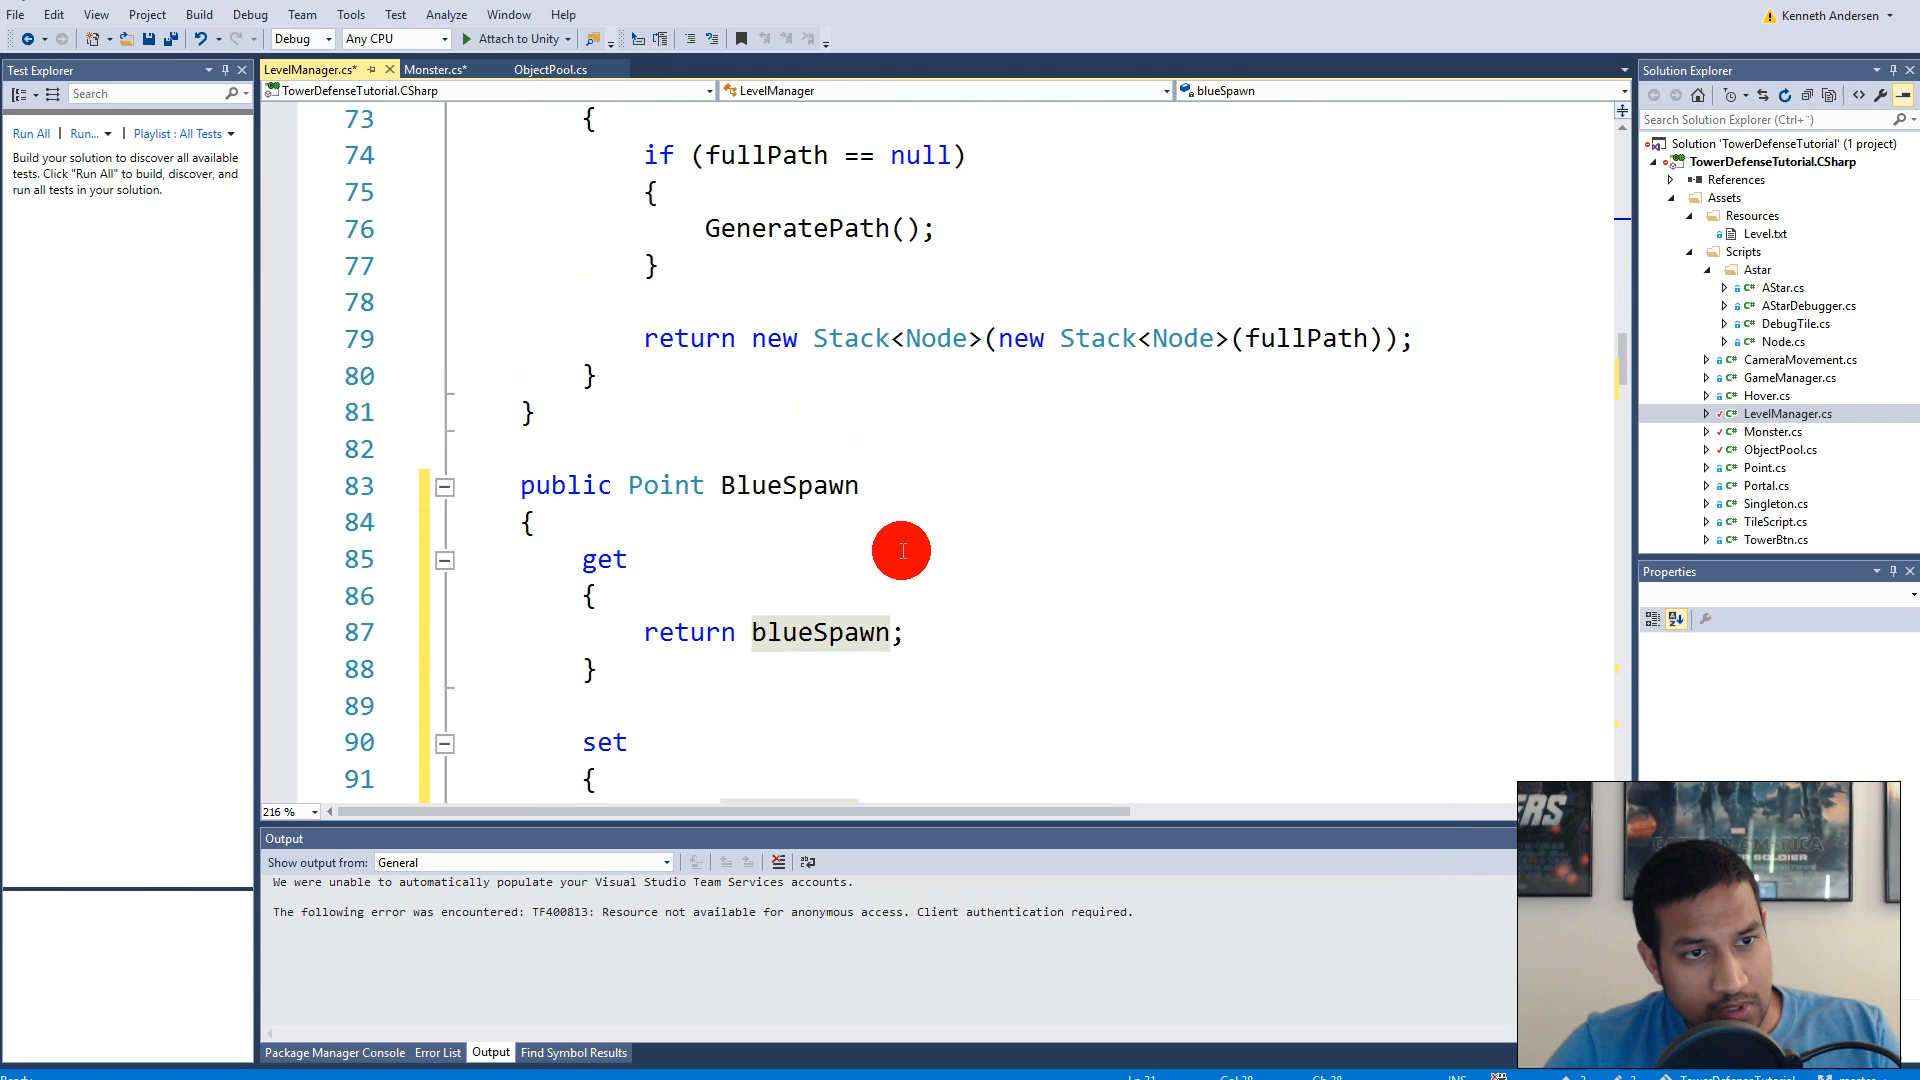 File Edit View Project Build Debug Team Tools Test Analyze Window Help
Kenneth Andersen
Debug Any CPU Attach to Unity
Test Explorer
Search
Run All | Run... Playlist : All Tests
Build your solution to discover all available
tests. Click "Run All" to build, discover, and
run all tests in your solution.
LevelManager.cs* Monster.cs* ObjectPool.cs
TowerDefenseTutorial.CSharp LevelManager blueSpawn
73 {
74 if (fullPath == null)
75 {
76 GeneratePath();
77 }
78
79 return new Stack<Node>(new Stack<Node>(fullPath));
80 }
81 }
82
83 public Point BlueSpawn
84 {
85 get
86 {
87 return blueSpawn;
88 }
89
90 set
91 {
216 %
Output
Show output from: General
We were unable to automatically populate your Visual Studio Team Services accounts.
The following error was encountered: TF400813: Resource not available for anonymous access. Client authentication required.
Package Manager Console Error List Output Find Symbol Results
Solution Explorer
Search Solution Explorer (Ctrl+¨)
Solution 'TowerDefenseTutorial' (1 project)
TowerDefenseTutorial.CSharp
References
Assets
Resources
Level.txt
Scripts
Astar
AStar.cs
AStarDebugger.cs
DebugTile.cs
Node.cs
CameraMovement.cs
GameManager.cs
Hover.cs
LevelManager.cs
Monster.cs
ObjectPool.cs
Point.cs
Portal.cs
Singleton.cs
TileScript.cs
TowerBtn.cs
Properties
CAPTAIN AMERICA